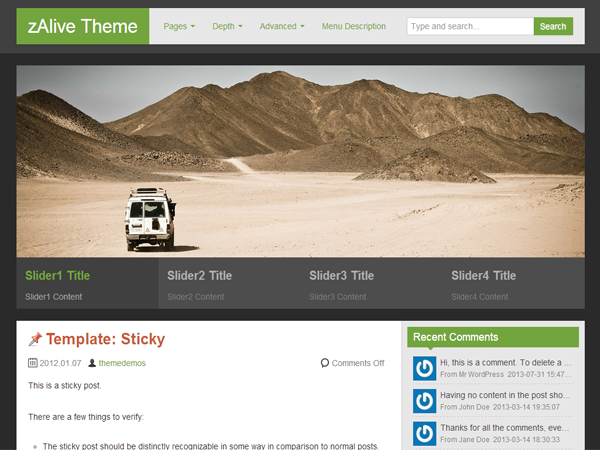 zAlive Theme
Pages Depth Advanced Menu Description
Type and Press Enter
Search
Slider1 Title Slider2 Title Slider3 Title Slider4 Title
Slider1 Content Slider2 Content Slider3 Content Slider4 Content
Template: Sticky
2012.01.07 themedemos Comments Off
This is a sticky post.
There are a few things to verify:
The sticky post should be distinctly recognizable in some way in comparison to normal posts.
Recent Comments
Hi, this is a comment. To delete a ...
From Mr WordPress 2013-07-31 15:47...
Having no content in the post sho...
From John Doe 2013-03-14 19:35:07
Thanks for all the comments, eve...
From Jane Doe 2013-03-14 18:30:33